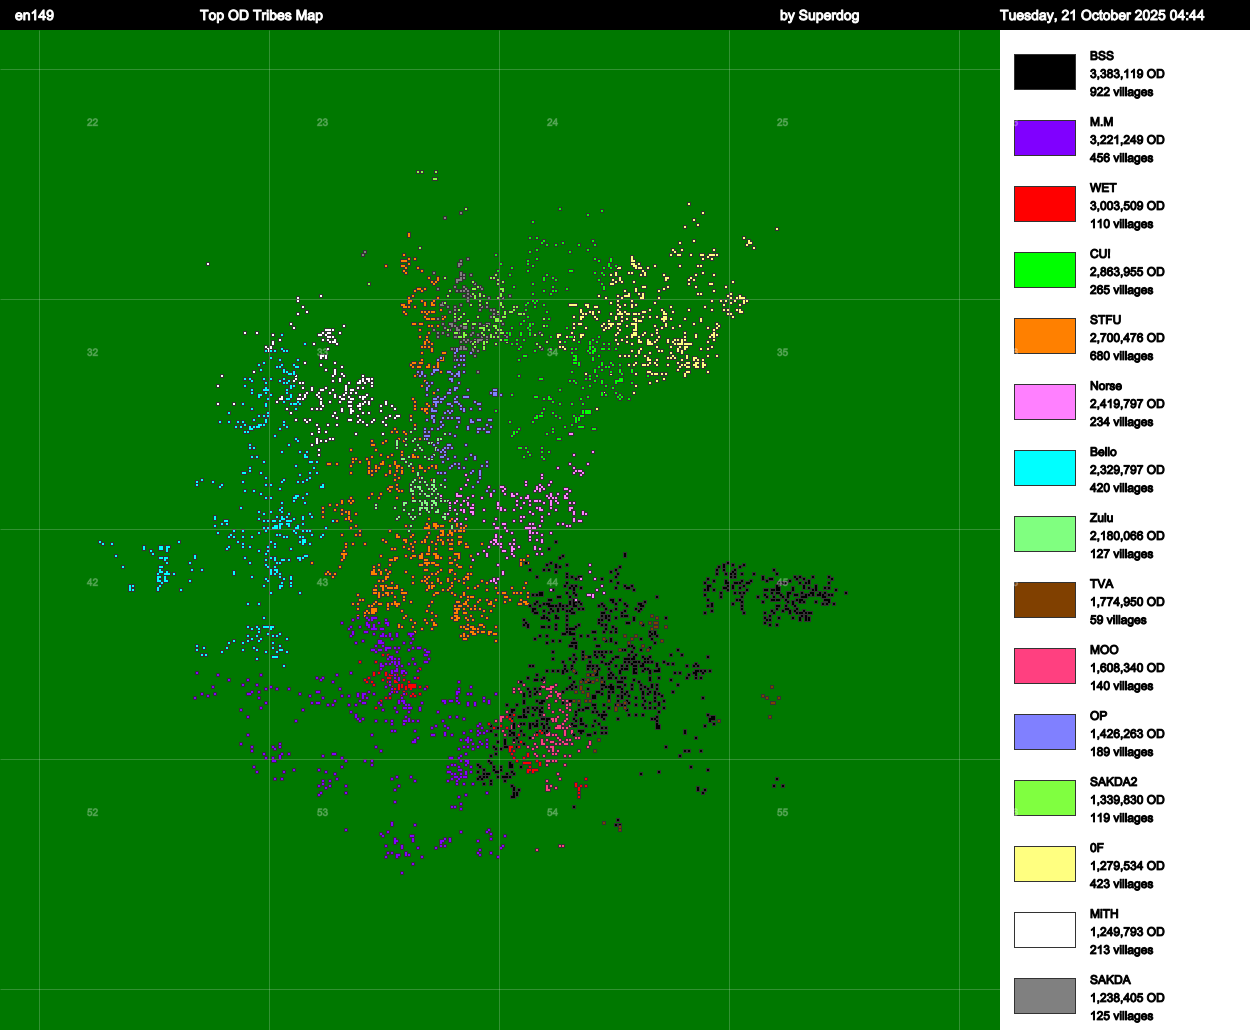 en149 Top OD Tribes Map by Superdog Tuesday, 21 October 2025 04:44
22 23 24 25
32 33 34 35
42 43 44 45
52 53 54 55
BSS
3,383,119 OD
922 villages
M.M
3,221,249 OD
456 villages
WET
3,003,509 OD
110 villages
CUI
2,863,955 OD
265 villages
STFU
2,700,476 OD
680 villages
Norse
2,419,797 OD
234 villages
Bello
2,329,797 OD
420 villages
Zulu
2,180,066 OD
127 villages
TVA
1,774,950 OD
59 villages
MOO
1,608,340 OD
140 villages
OP
1,426,263 OD
189 villages
SAKDA2
1,339,830 OD
119 villages
0F
1,279,534 OD
423 villages
MITH
1,249,793 OD
213 villages
SAKDA
1,238,405 OD
125 villages